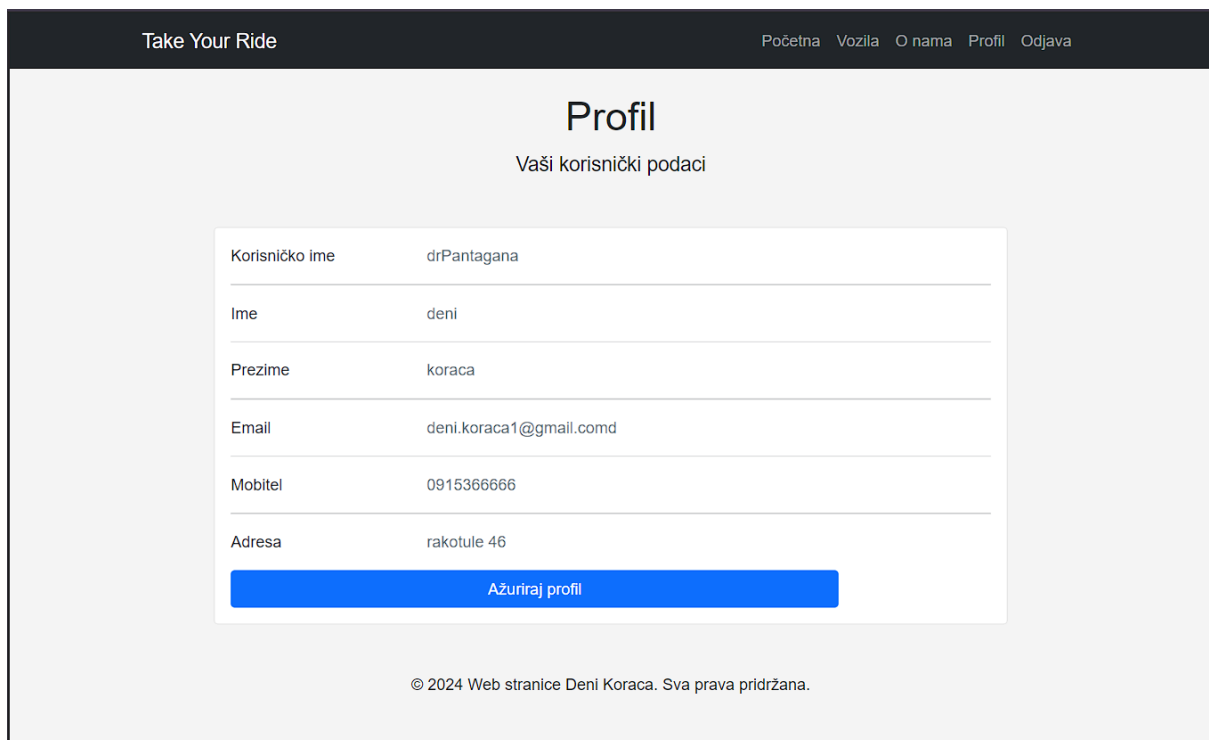 Take Your Ride Početna Vozila O nama Profil Odjava
Profil
Vaši korisnički podaci
Korisničko ime drPantagana
Ime deni
Prezime koraca
Email deni.koraca1@gmail.comd
Mobitel 0915366666
Adresa rakotule 46
Ažuriraj profil
© 2024 Web stranice Deni Koraca. Sva prava pridržana.